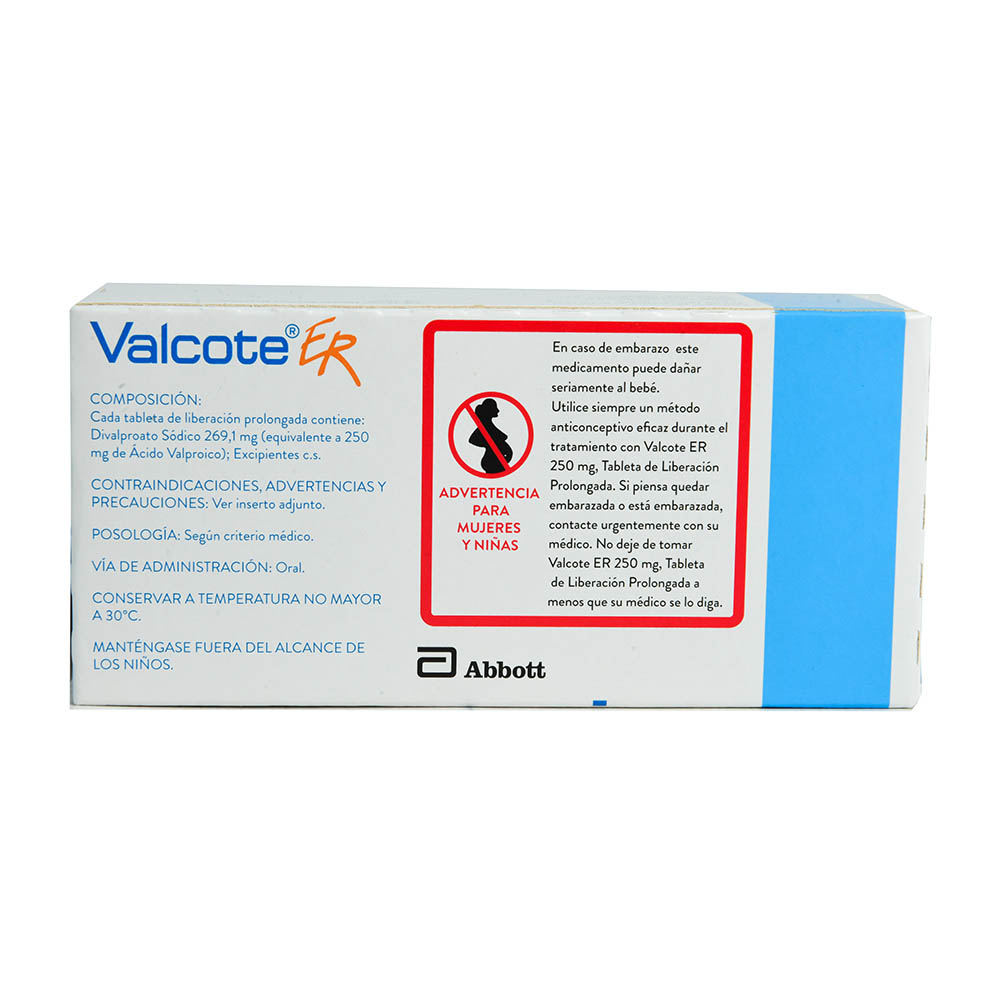 Valcote® ER
COMPOSICIÓN:
Cada tableta de liberación prolongada contiene:
Divalproato Sódico 269,1 mg (equivalente a 250
mg de Ácido Valproico); Excipientes c.s.
CONTRAINDICACIONES, ADVERTENCIAS Y
PRECAUCIONES: Ver inserto adjunto.
POSOLOGÍA: Según criterio médico.
VÍA DE ADMINISTRACIÓN: Oral.
CONSERVAR A TEMPERATURA NO MAYOR
A 30°C.
MANTÉNGASE FUERA DEL ALCANCE DE
LOS NIÑOS.
ADVERTENCIA
PARA
MUJERES
Y NIÑAS
En caso de embarazo este
medicamento puede dañar
seriamente al bebé.
Utilice siempre un método
anticonceptivo eficaz durante el
tratamiento con Valcote ER
250 mg, Tableta de Liberación
Prolongada. Si piensa quedar
embarazada o está embarazada,
contacte urgentemente con su
médico. No deje de tomar
Valcote ER 250 mg, Tableta
de Liberación Prolongada a
menos que su médico se lo diga.
Abbott